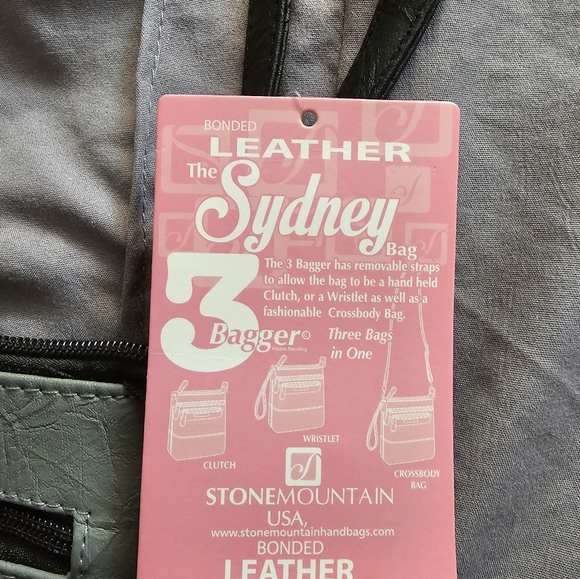 BONDED
LEATHER
The
Sydney
Bag
3
Bagger©
Patent Pending
The 3 Bagger has removable straps
to allow the bag to be a hand held
Clutch, or a Wristlet as well as a
fashionable Crossbody Bag.
Three Bags
in One
CLUTCH
WRISTLET
CROSSBODY
BAG
STONEMOUNTAIN
USA,
www.stonemountainhandbags.com
BONDED
LEATHER